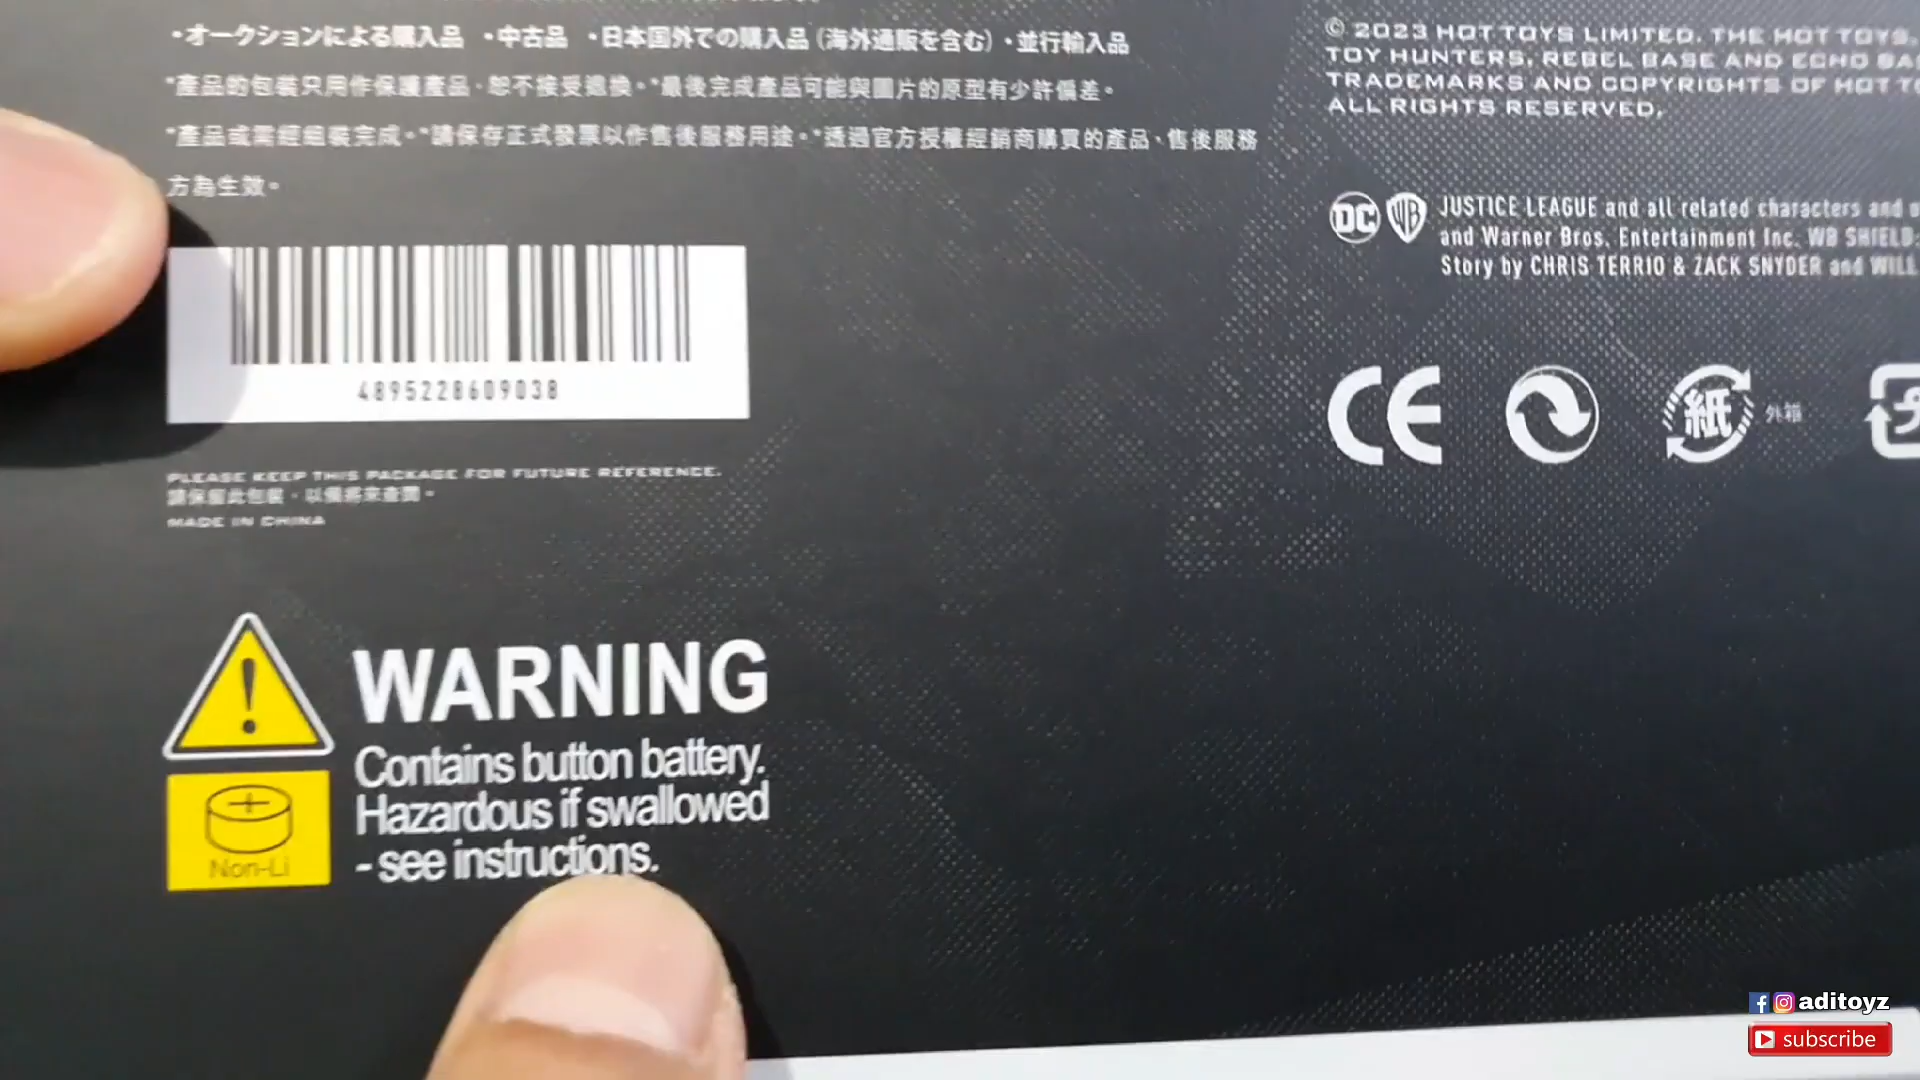 ・オークションによる購入品 ・中古品 ・日本国外での購入品 (海外通販を含む) ・並行輸入品
*產品的包裝只用作保護產品，恕不接受退換。*最後完成產品可能與圖片的原型有少許偏差。
*產品或需經組裝完成。*請保存正式發票以作售後服務用途。*透過官方授權經銷商購買的產品、售後服務
方為生效。
4895228609038
PLEASE KEEP THIS PACKAGE FOR FUTURE REFERENCE.
請保留此包裝，以備將來查閱。
MADE IN CHINA
WARNING
Contains button battery.
Hazardous if swallowed
- see instructions.
Non-Li
© 2023 HOT TOYS LIMITED. THE HOT TOYS,
TOY HUNTERS, REBEL BASE AND ECHO
TRADEMARKS AND COPYRIGHTS OF HOT
ALL RIGHTS RESERVED.
DC WB JUSTICE LEAGUE and all related characters and
and Warner Bros. Entertainment Inc. WB SHIELD:
Story by CHRIS TERRIO & ZACK SNYDER and WILL
CE 紙 外箱
aditoyz
subscribe